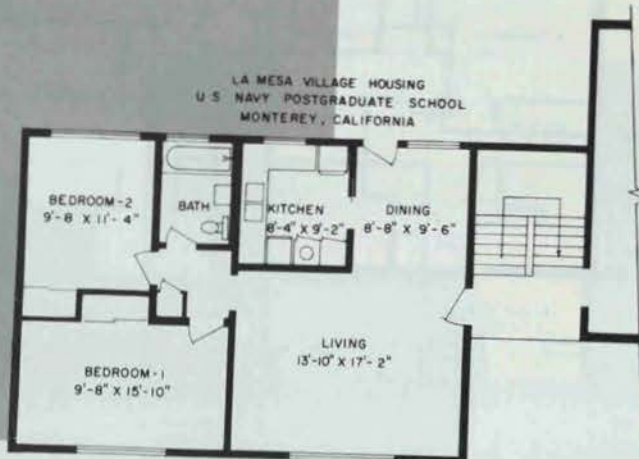 LA MESA VILLAGE HOUSING
U S NAVY POSTGRADUATE SCHOOL
MONTEREY, CALIFORNIA
BEDROOM-2
9'-8 X 11'-4"
BATH
KITCHEN
8'-4" X 9'-2"
DINING
8'-8" X 9'-6"
LIVING
13'-10" X 17'-2"
BEDROOM-1
9'-8" X 15'-10"